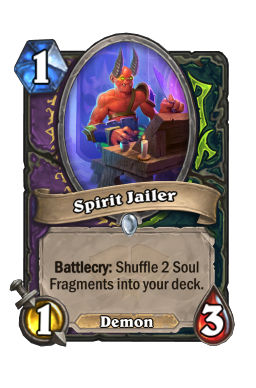 1
Spirit Jailer
Battlecry: Shuffle 2 Soul
Fragments into your deck.
1
Demon
3